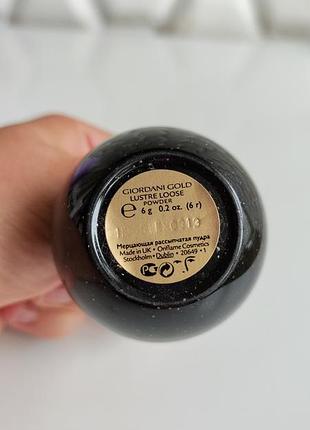 GIORDANI GOLD
LUSTRE LOOSE
POWDER
℮ 6 g 0.2 oz. (6 г)
Мерцающая рассыпчатая пудра
Made in UK • Oriflame Cosmetics
Stockholm • Dublin • 20649 • 1